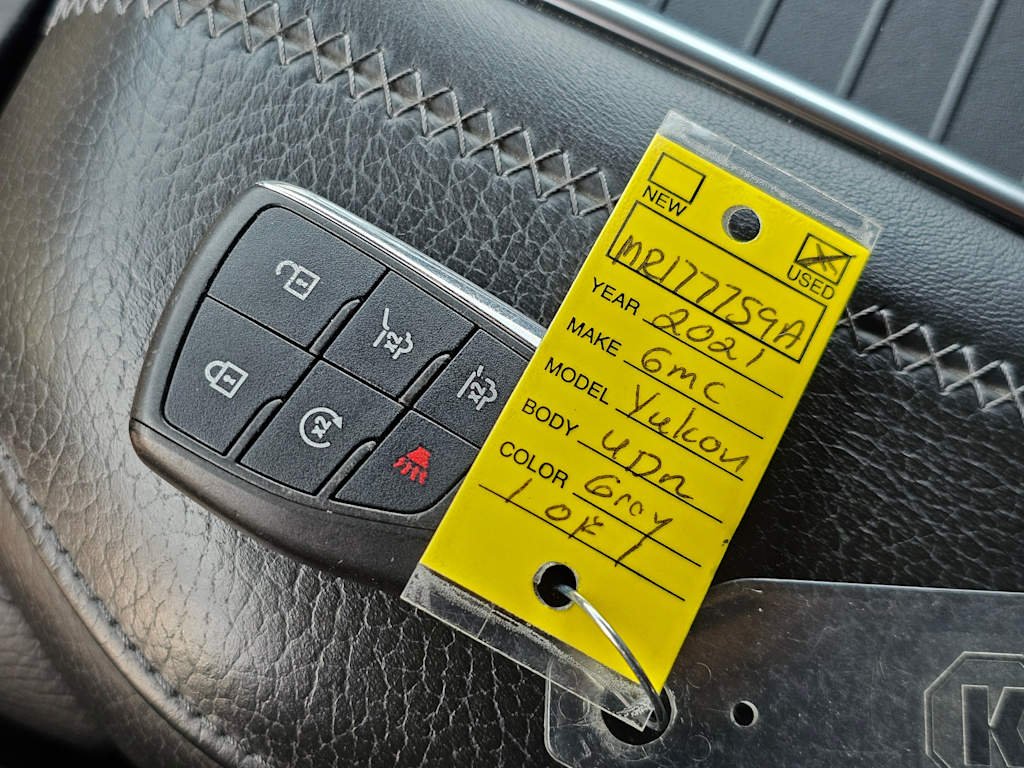 NEW
USED
MR177759A
YEAR 2021
MAKE GMC
MODEL Yukon
BODY 4Dr
COLOR Gray
1 OF 1
K